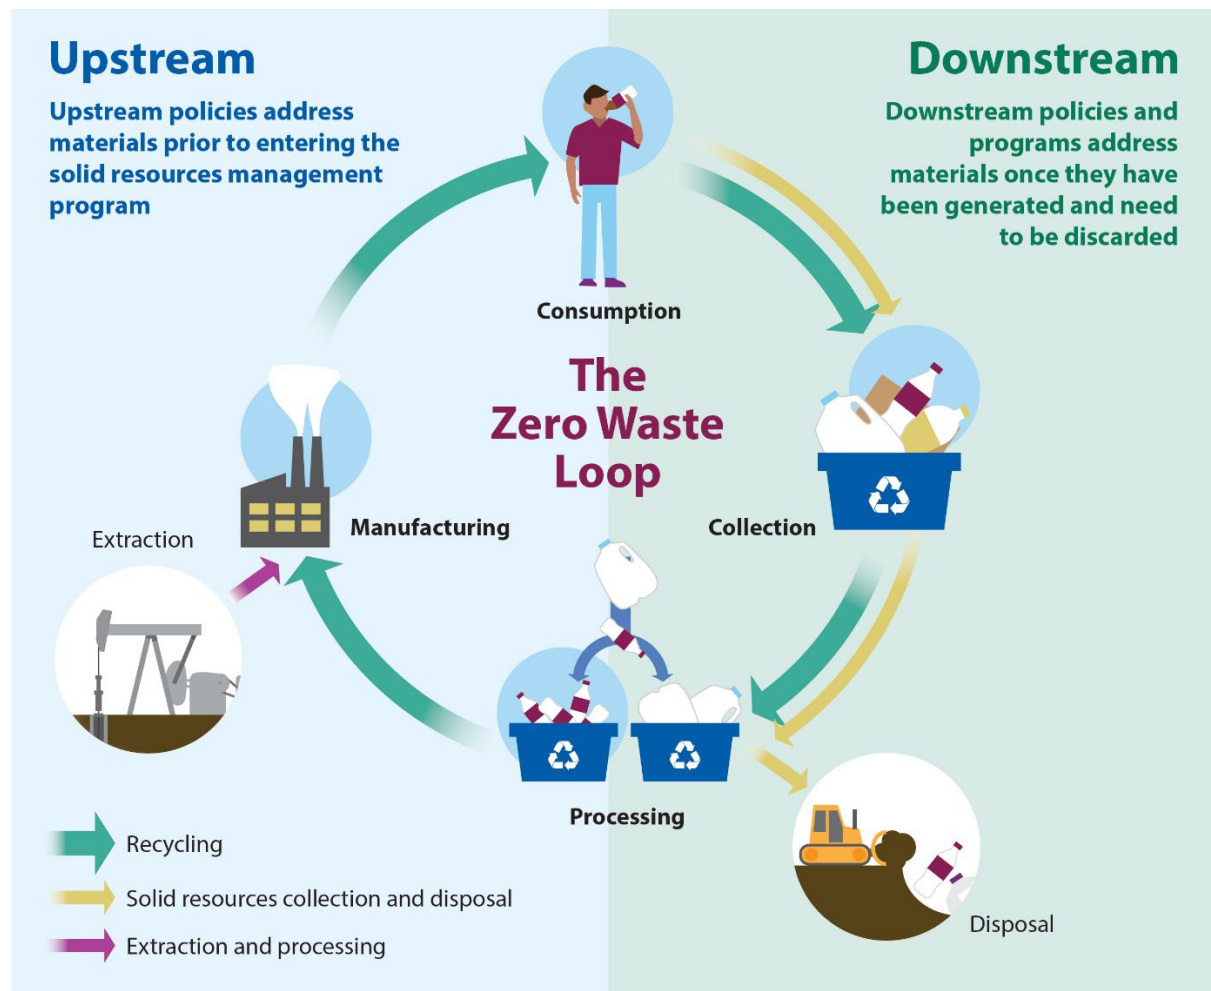 Upstream
Upstream policies address
materials prior to entering the
solid resources management
program
Downstream
Downstream policies and
programs address
materials once they have
been generated and need
to be discarded
Consumption
The
Zero Waste
Loop
Manufacturing
Collection
Extraction
Processing
Disposal
Recycling
Solid resources collection and disposal
Extraction and processing